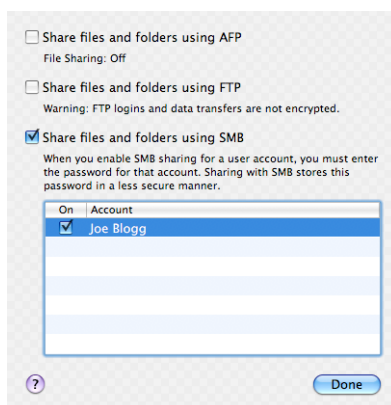 Share files and folders using AFP
File Sharing: Off
Share files and folders using FTP
Warning: FTP logins and data transfers are not encrypted.
Share files and folders using SMB
When you enable SMB sharing for a user account, you must enter
the password for that account. Sharing with SMB stores this
password in a less secure manner.
On Account
Joe Blogg
? Done